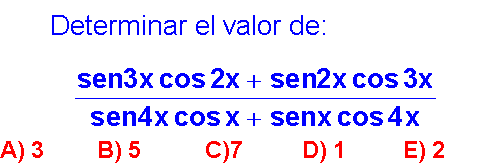 Determinar el valor de:
sen3x cos 2x + sen2x cos 3x
sen4x cos x + senx cos 4x
A) 3 B) 5 C)7 D) 1 E) 2